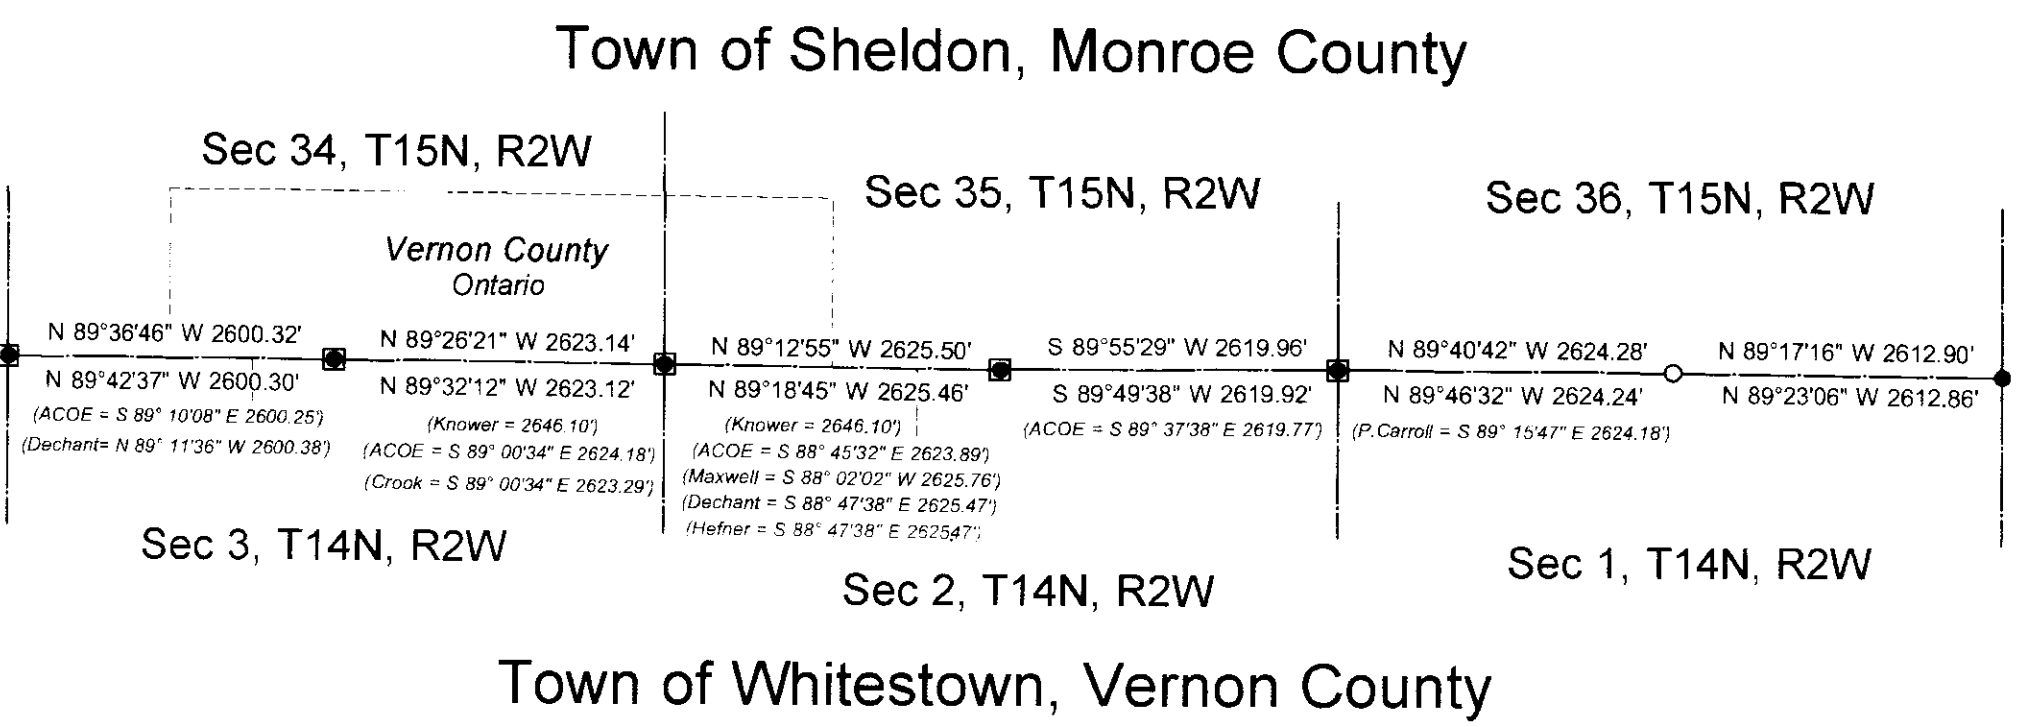 Town of Sheldon, Monroe County
Sec 34, T15N, R2W
Sec 35, T15N, R2W
Sec 36, T15N, R2W
Vernon County
Ontario
N 89°36'46" W 2600.32'
N 89°26'21" W 2623.14'
N 89°12'55" W 2625.50'
S 89°55'29" W 2619.96'
N 89°40'42" W 2624.28'
N 89°17'16" W 2612.90'
N 89°42'37" W 2600.30'
(ACOE = S 89° 10'08" E 2600.25')
(Dechant= N 89° 11'36" W 2600.38')
N 89°32'12" W 2623.12'
(Knower = 2646.10')
(ACOE = S 89° 00'34" E 2624.18')
(Crook = S 89° 00'34" E 2623.29')
N 89°18'45" W 2625.46'
(Knower = 2646.10')
(ACOE = S 88° 45'32" E 2623.89')
(Maxwell = S 88° 02'02" W 2625.76')
(Dechant = S 88° 47'38" E 2625.47')
(Hefner = S 88° 47'38" E 2625.47')
S 89°49'38" W 2619.92'
(ACOE = S 89° 37'38" E 2619.77')
N 89°46'32" W 2624.24'
(P.Carroll = S 89° 15'47" E 2624.18')
N 89°23'06" W 2612.86'
Sec 3, T14N, R2W
Sec 2, T14N, R2W
Sec 1, T14N, R2W
Town of Whitestown, Vernon County